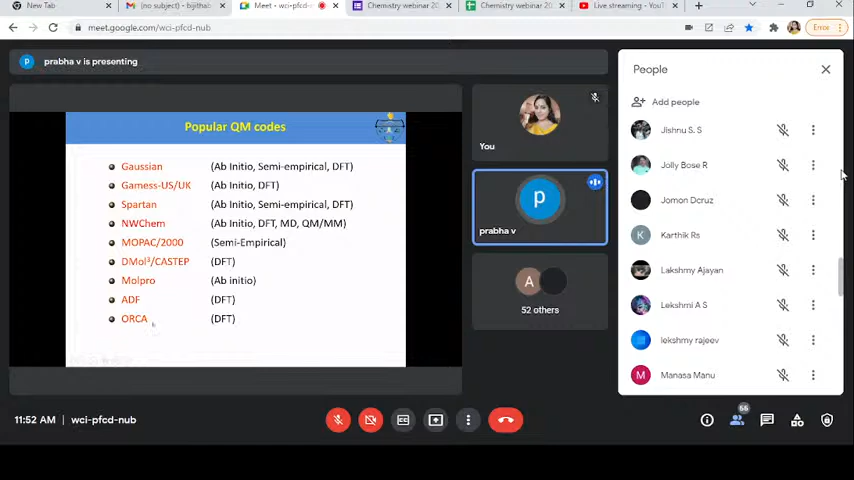 New Tab
(no subject) - bijithab
Meet - wci-pfcd-nub
Chemistry webinar 20
Chemistry webinar 20
Live streaming - YouT
meet.google.com/wci-pfcd-nub
Error
p prabha v is presenting
Popular QM codes
Gaussian (Ab Initio, Semi-empirical, DFT)
Gamess-US/UK (Ab Initio, DFT)
Spartan (Ab Initio, Semi-empirical, DFT)
NWChem (Ab Initio, DFT, MD, QM/MM)
MOPAC/2000 (Semi-Empirical)
DMol³/CASTEP (DFT)
Molpro (Ab initio)
ADF (DFT)
ORCA (DFT)
You
p
prabha v
A
52 others
People
Add people
Jishnu S. S
Jolly Bose R
Jomon Dcruz
K Karthik Rs
Lakshmy Ajayan
Lekshmi A S
lekshmy rajeev
M Manasa Manu
11:52 AM | wci-pfcd-nub
55